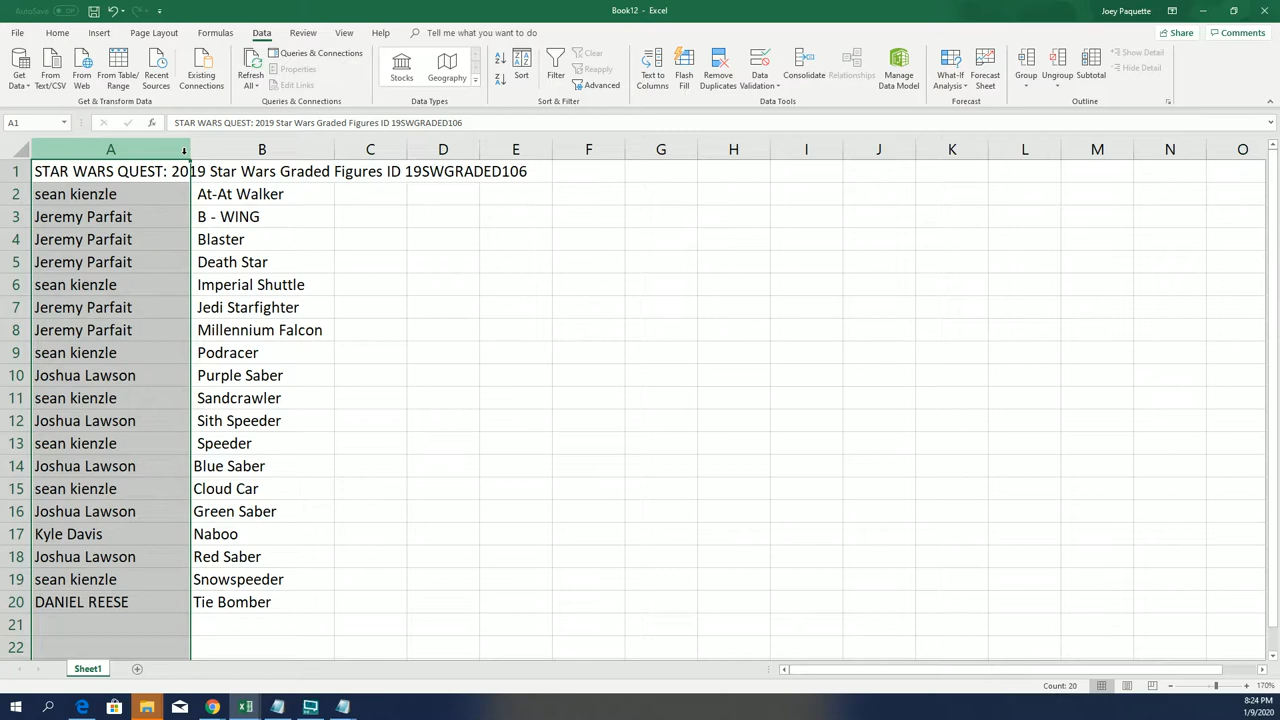 AutoSave Off
Book12 - Excel
Joey Paquette
File Home Insert Page Layout Formulas Data Review View Help Tell me what you want to do
Share Comments
Get Data From Text/CSV From Web From Table/Range Recent Sources Existing Connections
Get & Transform Data
Refresh All Queries & Connections Properties Edit Links
Queries & Connections
Stocks Geography
Data Types
Sort Filter Clear Reapply Advanced
Sort & Filter
Text to Columns Flash Fill Remove Duplicates Data Validation Consolidate Relationships Manage Data Model
Data Tools
What-If Analysis Forecast Sheet
Forecast
Group Ungroup Subtotal Show Detail Hide Detail
Outline
A1 fx STAR WARS QUEST: 2019 Star Wars Graded Figures ID 19SWGRADED106
A B C D E F G H I J K L M N O
1 STAR WARS QUEST: 2019 Star Wars Graded Figures ID 19SWGRADED106
2 sean kienzle At-At Walker
3 Jeremy Parfait B - WING
4 Jeremy Parfait Blaster
5 Jeremy Parfait Death Star
6 sean kienzle Imperial Shuttle
7 Jeremy Parfait Jedi Starfighter
8 Jeremy Parfait Millennium Falcon
9 sean kienzle Podracer
10 Joshua Lawson Purple Saber
11 sean kienzle Sandcrawler
12 Joshua Lawson Sith Speeder
13 sean kienzle Speeder
14 Joshua Lawson Blue Saber
15 sean kienzle Cloud Car
16 Joshua Lawson Green Saber
17 Kyle Davis Naboo
18 Joshua Lawson Red Saber
19 sean kienzle Snowspeeder
20 DANIEL REESE Tie Bomber
21
22
Sheet1
Count: 20 170%
8:24 PM
1/9/2020